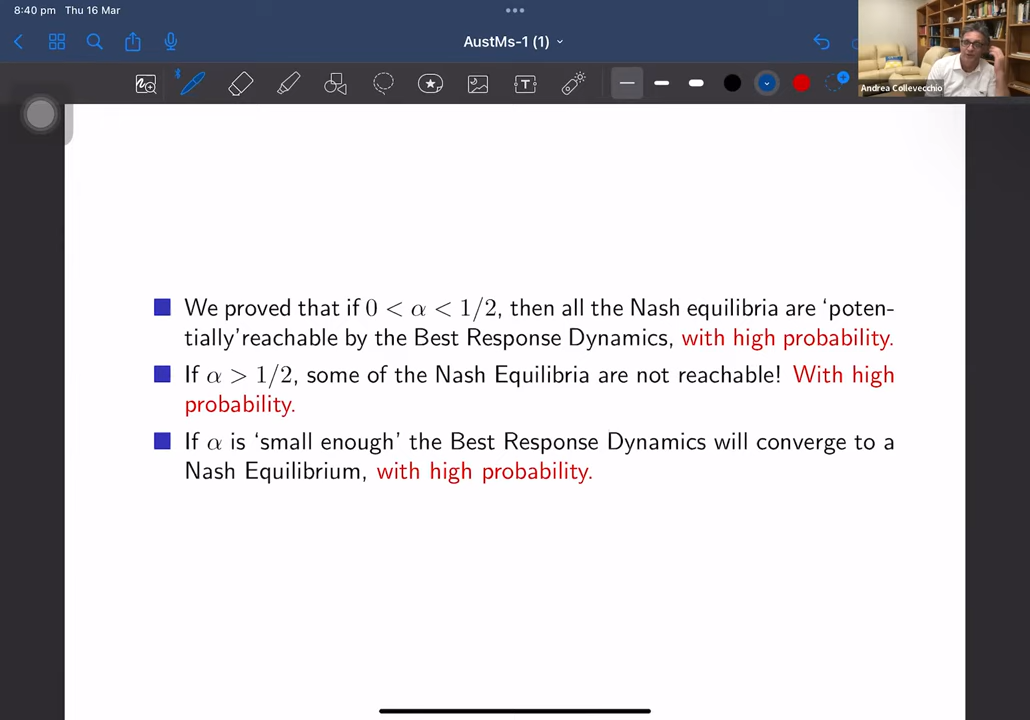 8:40 pm Thu 16 Mar
AustMs-1 (1)
Andrea Collevecchio
We proved that if 0 < α < 1/2, then all the Nash equilibria are ‘poten-
tially’reachable by the Best Response Dynamics, with high probability.
If α > 1/2, some of the Nash Equilibria are not reachable! With high
probability.
If α is ‘small enough’ the Best Response Dynamics will converge to a
Nash Equilibrium, with high probability.